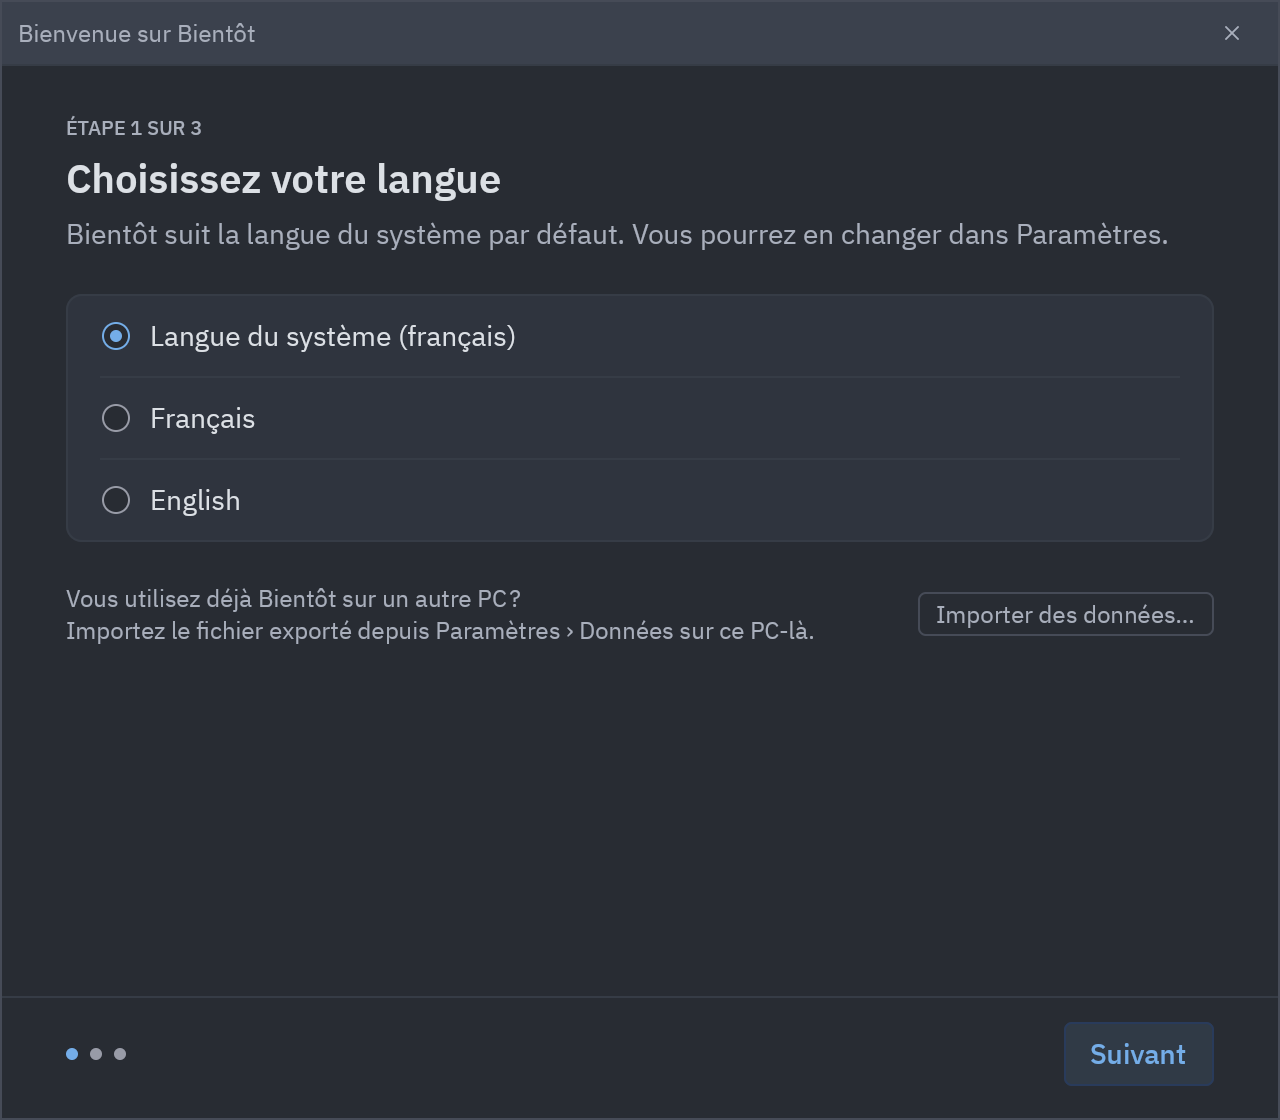 Bienvenue sur Bientôt
ÉTAPE 1 SUR 3
Choisissez votre langue
Bientôt suit la langue du système par défaut. Vous pourrez en changer dans Paramètres.
Langue du système (français)
Français
English
Vous utilisez déjà Bientôt sur un autre PC ?
Importez le fichier exporté depuis Paramètres › Données sur ce PC-là.
Importer des données…
Suivant